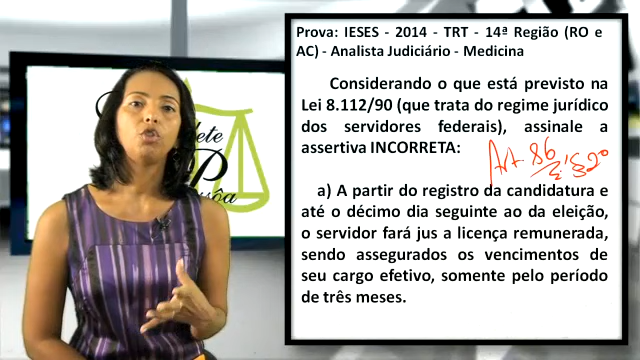 Prova: IESES - 2014 - TRT - 14ª Região (RO e
AC) - Analista Judiciário - Medicina
Considerando o que está previsto na
Lei 8.112/90 (que trata do regime jurídico
dos servidores federais), assinale a
assertiva INCORRETA:
Art. 86
a) A partir do registro da candidatura e
até o décimo dia seguinte ao da eleição,
o servidor fará jus a licença remunerada,
sendo assegurados os vencimentos de
seu cargo efetivo, somente pelo período
de três meses.